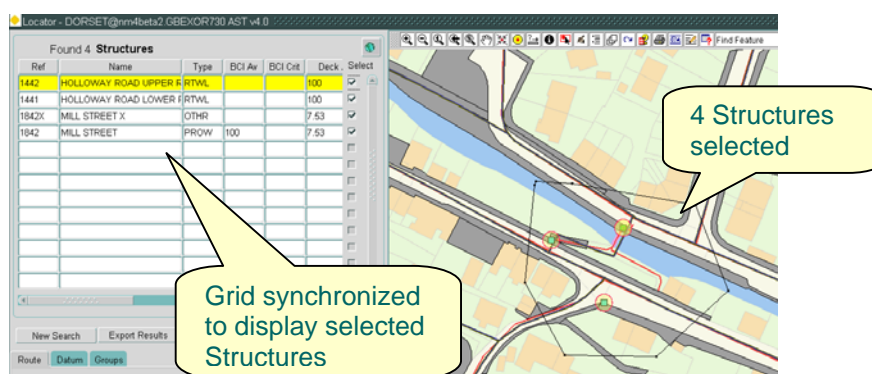 Locator - DORSET@nm4beta2.GBEXOR730 AST v4.0
Found 4 Structures
Ref Name Type BCI Av BCI Crit Deck Select
1442 HOLLOWAY ROAD UPPER R RTWL 100
1441 HOLLOWAY ROAD LOWER F RTWL 100
1842X MILL STREET X OTHR 7.53
1842 MILL STREET PROW 100 7.53
New Search Export Results
Route Datum Groups
Find Feature
4 Structures
selected
Grid synchronized
to display selected
Structures